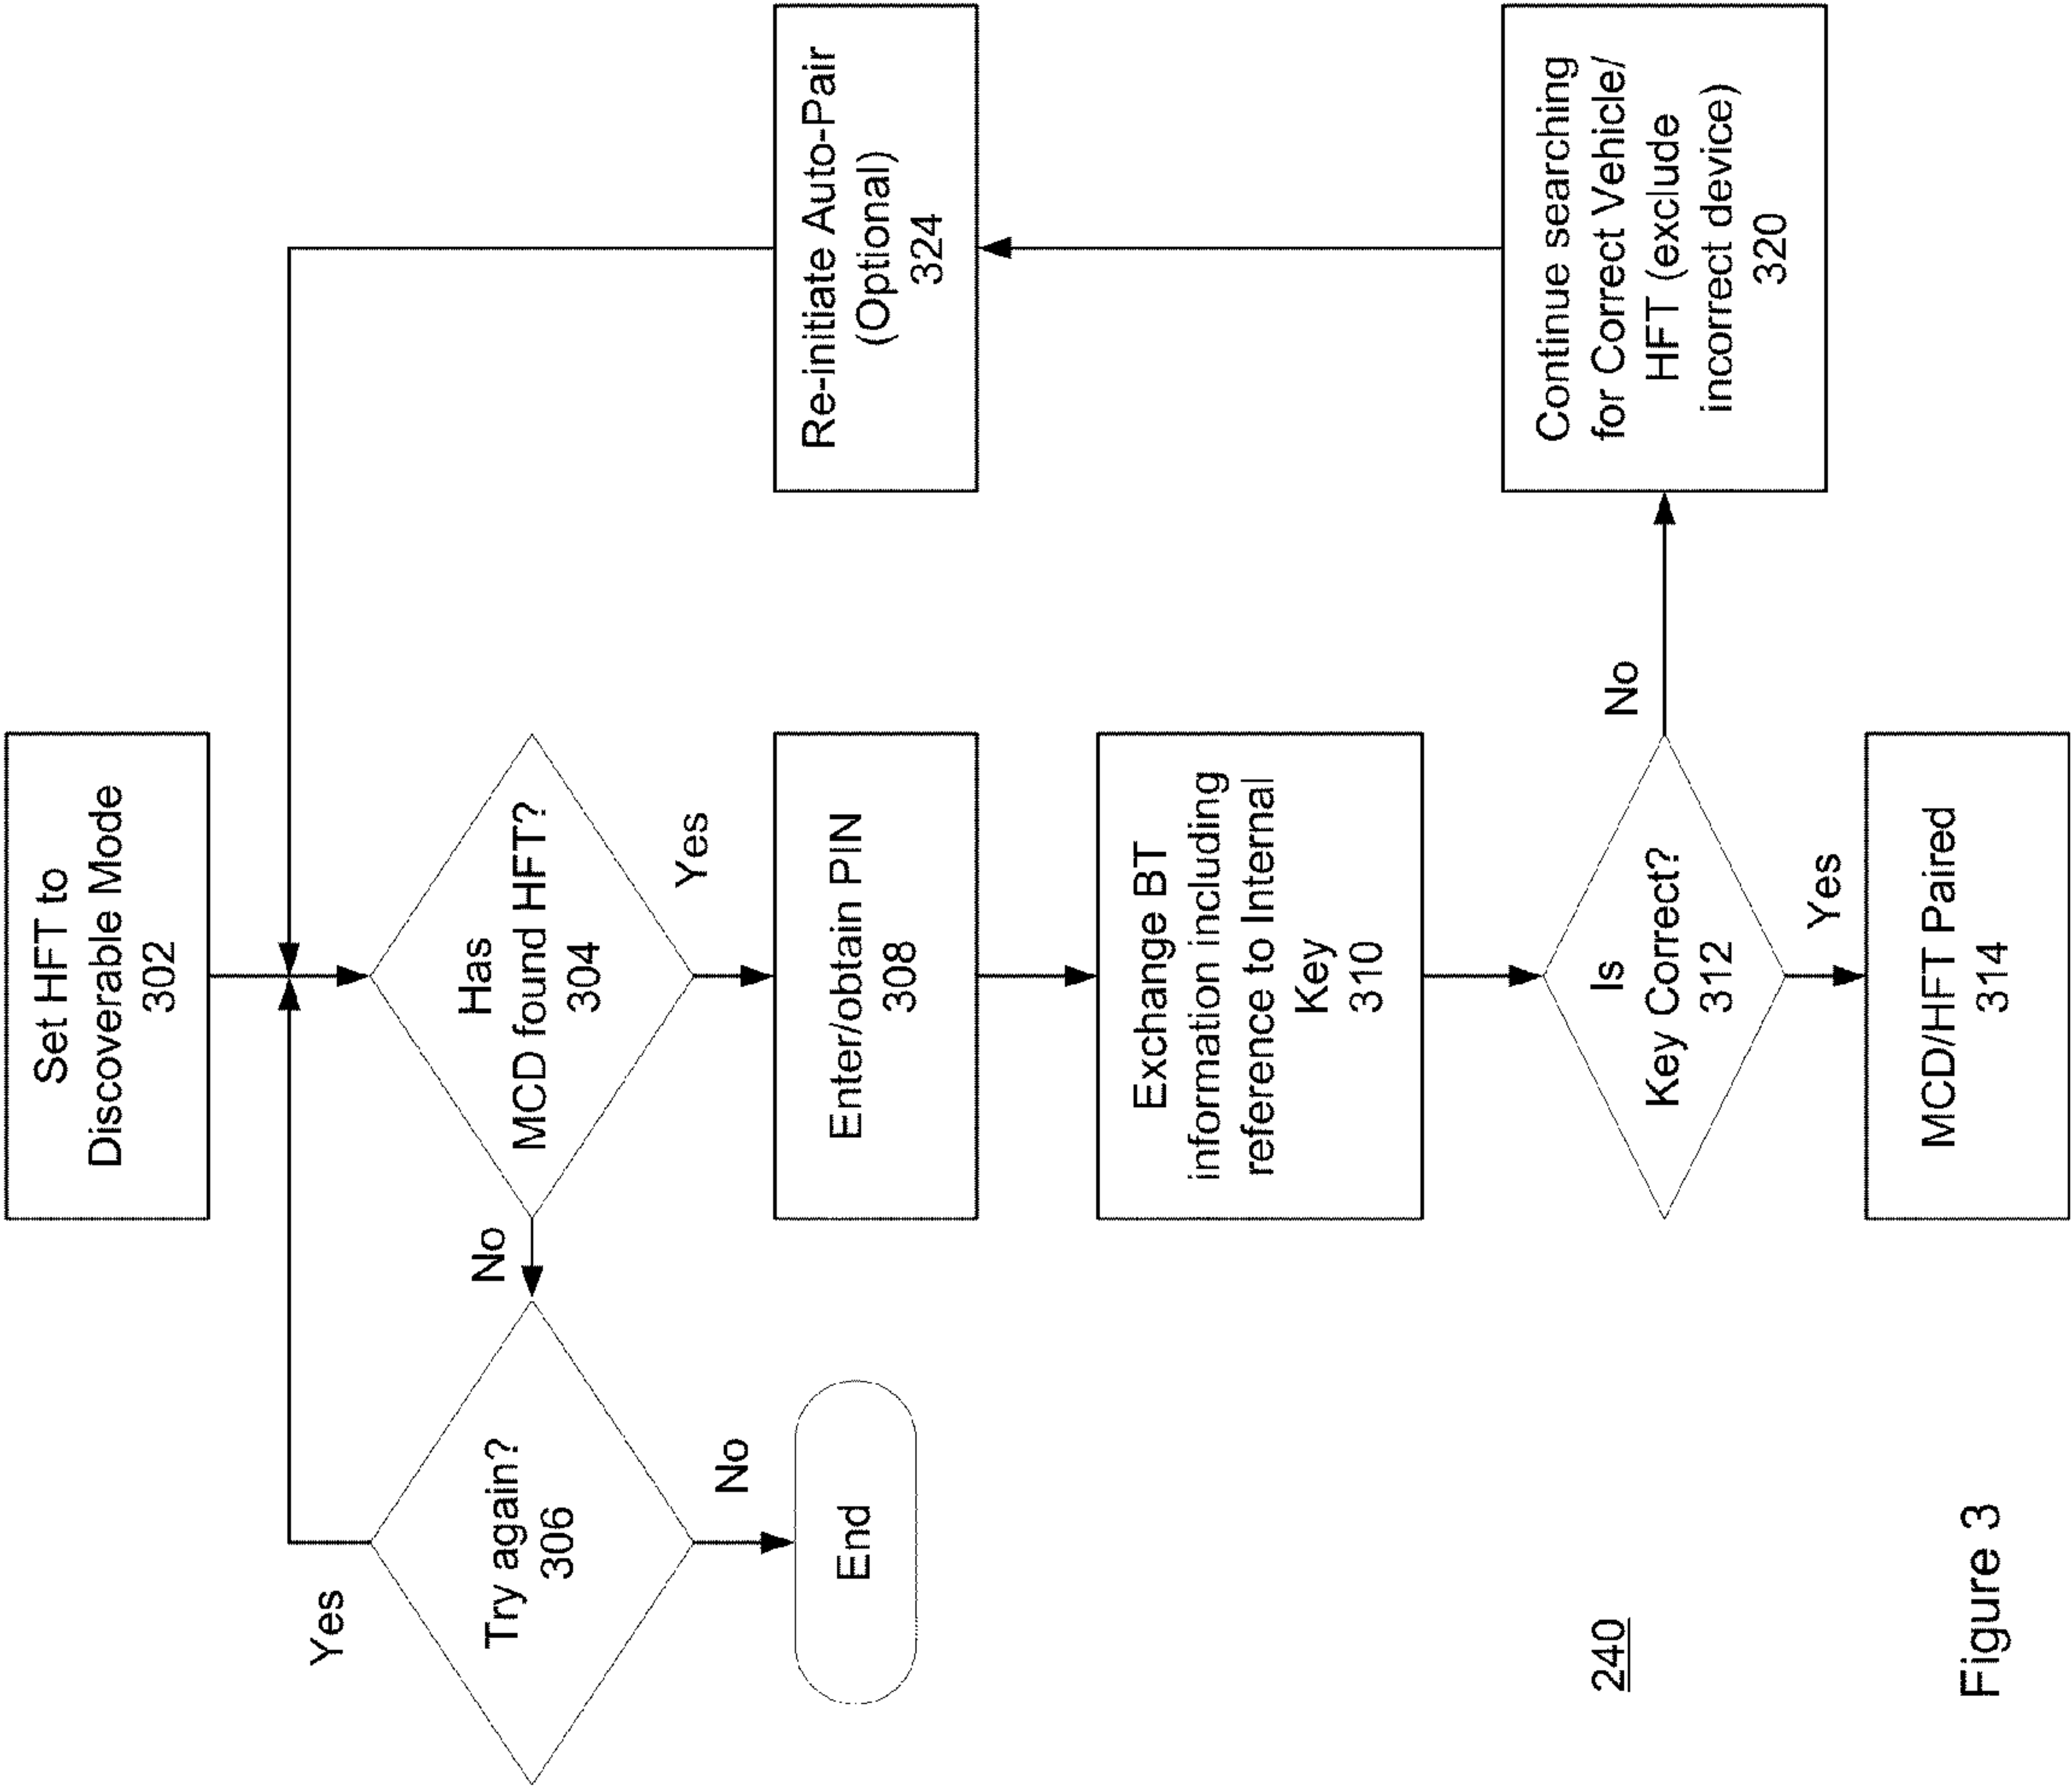 Set HFT to
Discoverable Mode
302
Has
MCD found HFT?
304
No
Yes
Try again?
306
Yes
No
End
Enter/obtain PIN
308
Exchange BT
information including
reference to Internal
Key
310
Is
Key Correct?
312
No
Yes
MCD/HFT Paired
314
Continue searching
for Correct Vehicle/
HFT (exclude
incorrect device)
320
Re-initiate Auto-Pair
(Optional)
324
240
Figure 3